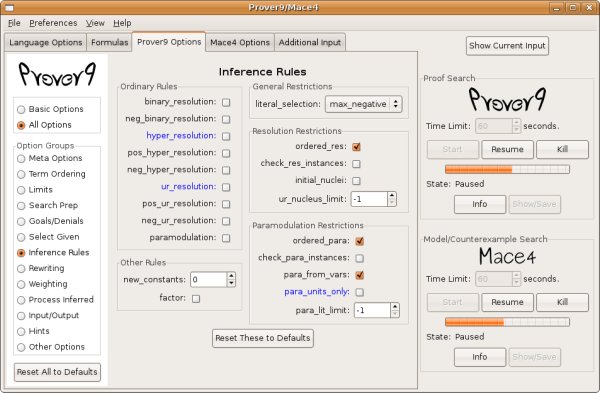 Prover9/Mace4
File Preferences View Help
Language Options Formulas Prover9 Options Mace4 Options Additional Input
Show Current Input
Prover9
Basic Options
All Options
Option Groups
Meta Options
Term Ordering
Limits
Search Prep
Goals/Denials
Select Given
Inference Rules
Rewriting
Weighting
Process Inferred
Input/Output
Hints
Other Options
Reset All to Defaults
Inference Rules
Ordinary Rules
binary_resolution:
neg_binary_resolution:
hyper_resolution:
pos_hyper_resolution:
neg_hyper_resolution:
ur_resolution:
pos_ur_resolution:
neg_ur_resolution:
paramodulation:
Other Rules
new_constants: 0
factor:
General Restrictions
literal_selection: max_negative
Resolution Restrictions
ordered_res:
check_res_instances:
initial_nuclei:
ur_nucleus_limit: -1
Paramodulation Restrictions
ordered_para:
check_para_instances:
para_from_vars:
para_units_only:
para_lit_limit: -1
Reset These to Defaults
Proof Search
Prover9
Time Limit: 60 seconds.
Start Resume Kill
State: Paused
Info Show/Save
Model/Counterexample Search
Mace4
Time Limit: 60 seconds.
Start Resume Kill
State: Paused
Info Show/Save